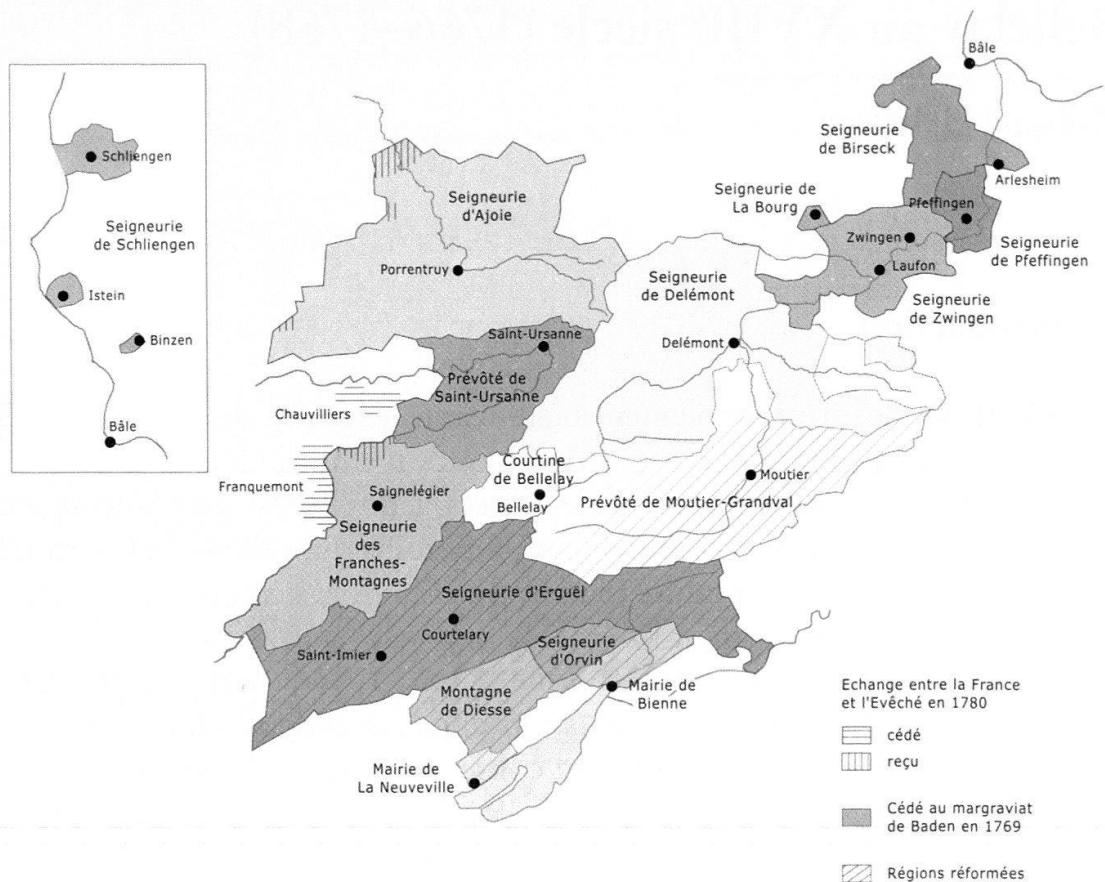 Schliengen
Seigneurie
de Schliengen
Istein
Binzen
Bâle
Bâle
Seigneurie
de Birseck
Arlesheim
Seigneurie de
La Bourg
Pfeffingen
Zwingen
Seigneurie
de Pfeffingen
Laufon
Seigneurie
de Zwingen
Seigneurie
d'Ajoie
Porrentruy
Seigneurie
de Delémont
Delémont
Saint-Ursanne
Prévôté de
Saint-Ursanne
Chauvilliers
Courtine
de Bellelay
Bellelay
Moutier
Prévôté de Moutier-Grandval
Franquemont
Saignelégier
Seigneurie
des
Franches-
Montagnes
Seigneurie d'Erguël
Courtelary
Saint-Imier
Seigneurie
d'Orvin
Montagne
de Diesse
Mairie de
Bienne
Mairie de
La Neuveville
Echange entre la France
et l'Evêché en 1780
cédé
reçu
Cédé au margraviat
de Baden en 1769
Régions réformées